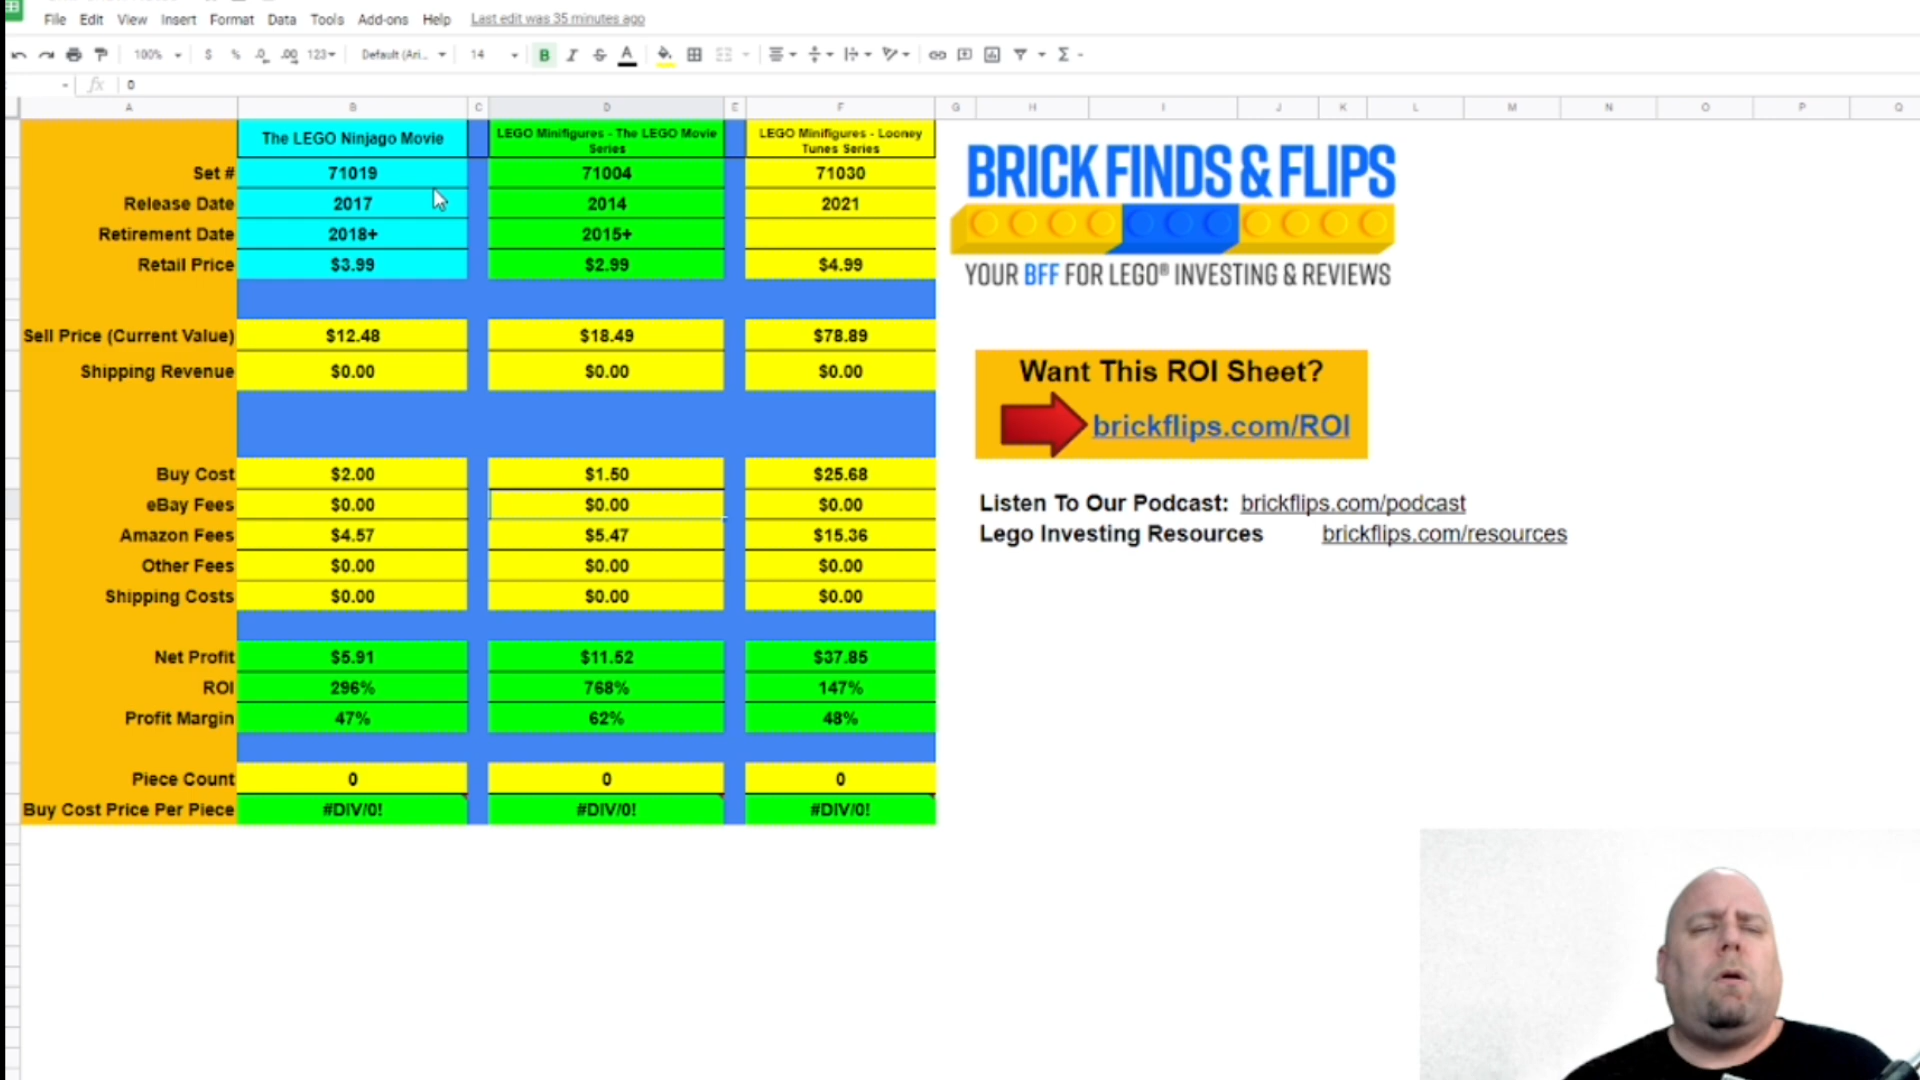 File Edit View Insert Format Data Tools Add-ons Help Last edit was 35 minutes ago
100% $ % .0 .00 123 Default (Ari... 14 B I S A Σ
fx 0
A B C D E F G H I J K L M N O P Q
The LEGO Ninjago Movie
LEGO Minifigures - The LEGO Movie Series
LEGO Minifigures - Looney Tunes Series
Set # 71019 71004 71030
Release Date 2017 2014 2021
Retirement Date 2018+ 2015+
Retail Price $3.99 $2.99 $4.99
Sell Price (Current Value) $12.48 $18.49 $78.89
Shipping Revenue $0.00 $0.00 $0.00
Buy Cost $2.00 $1.50 $25.68
eBay Fees $0.00 $0.00 $0.00
Amazon Fees $4.57 $5.47 $15.36
Other Fees $0.00 $0.00 $0.00
Shipping Costs $0.00 $0.00 $0.00
Net Profit $5.91 $11.52 $37.85
ROI 296% 768% 147%
Profit Margin 47% 62% 48%
Piece Count 0 0 0
Buy Cost Price Per Piece #DIV/0! #DIV/0! #DIV/0!
BRICK FINDS & FLIPS
YOUR BFF FOR LEGO® INVESTING & REVIEWS
Want This ROI Sheet?
brickflips.com/ROI
Listen To Our Podcast: brickflips.com/podcast
Lego Investing Resources brickflips.com/resources